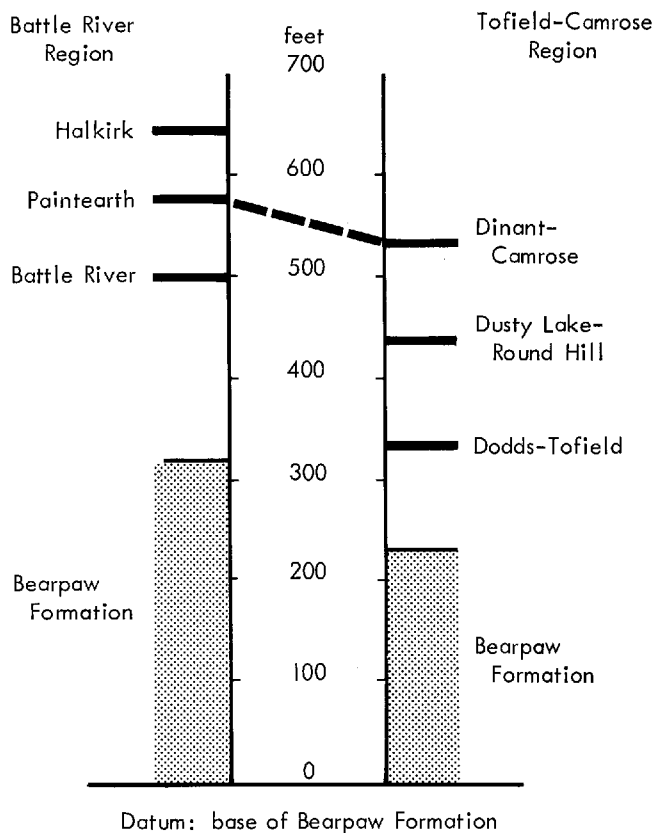 Battle River
Region
feet
Tofield-Camrose
Region
700
Halkirk
600
Paintearth
Dinant-
Camrose
Battle River
500
Dusty Lake-
Round Hill
400
Dodds-Tofield
300
Bearpaw
Formation
200
Bearpaw
Formation
100
0
Datum: base of Bearpaw Formation